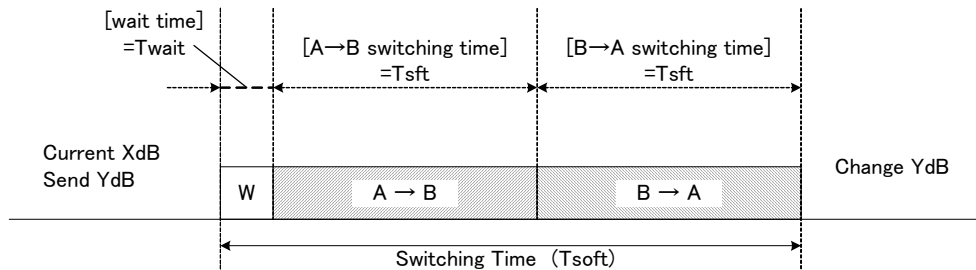 [wait time]
=Twait
[A→B switching time]
=Tsft
[B→A switching time]
=Tsft
Current XdB
Send YdB
W
A → B
B → A
Change YdB
Switching Time (Tsoft)